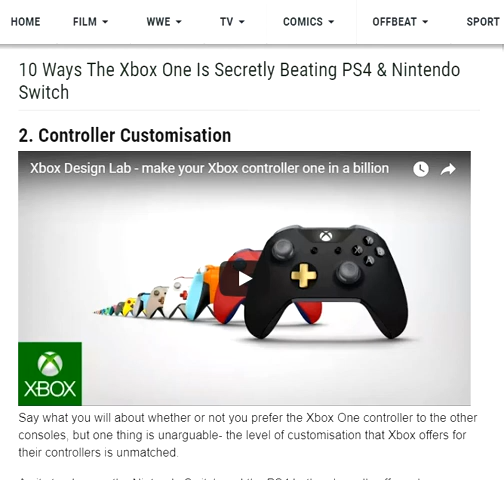 HOME FILM WWE TV COMICS OFFBEAT SPORT
10 Ways The Xbox One Is Secretly Beating PS4 & Nintendo
Switch
2. Controller Customisation
Xbox Design Lab - make your Xbox controller one in a billion
XBOX
Say what you will about whether or not you prefer the Xbox One controller to the other
consoles, but one thing is unarguable- the level of customisation that Xbox offers for
their controllers is unmatched.